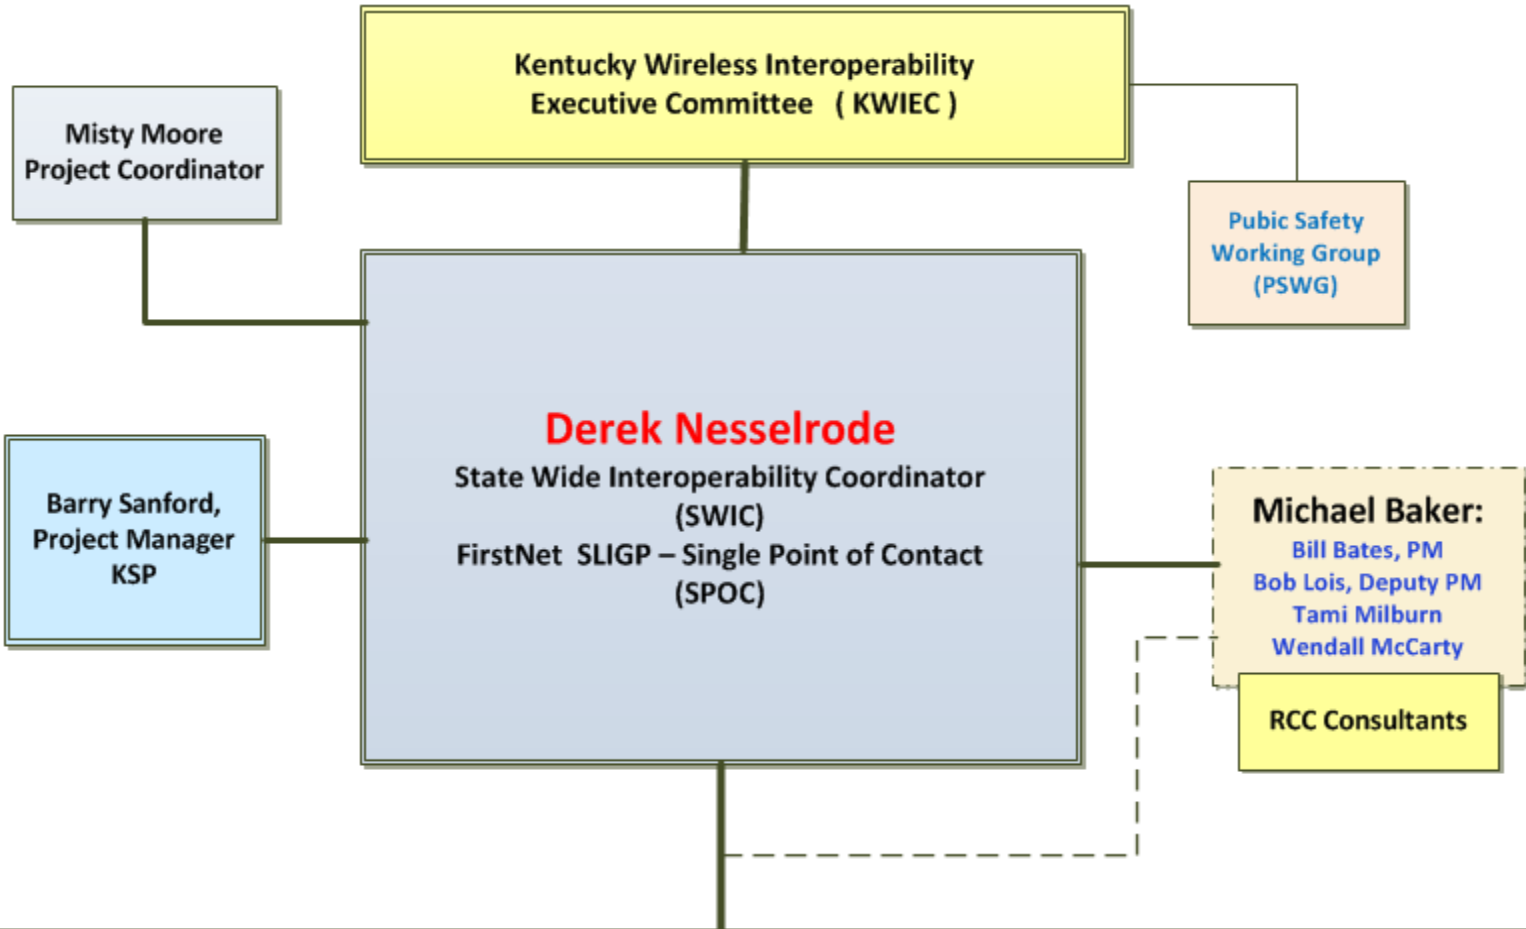 Kentucky Wireless Interoperability
Executive Committee ( KWIEC )
Misty Moore
Project Coordinator
Pubic Safety
Working Group
(PSWG)
Derek Nesselrode
State Wide Interoperability Coordinator
(SWIC)
FirstNet SLIGP – Single Point of Contact
(SPOC)
Barry Sanford,
Project Manager
KSP
Michael Baker:
Bill Bates, PM
Bob Lois, Deputy PM
Tami Milburn
Wendall McCarty
RCC Consultants